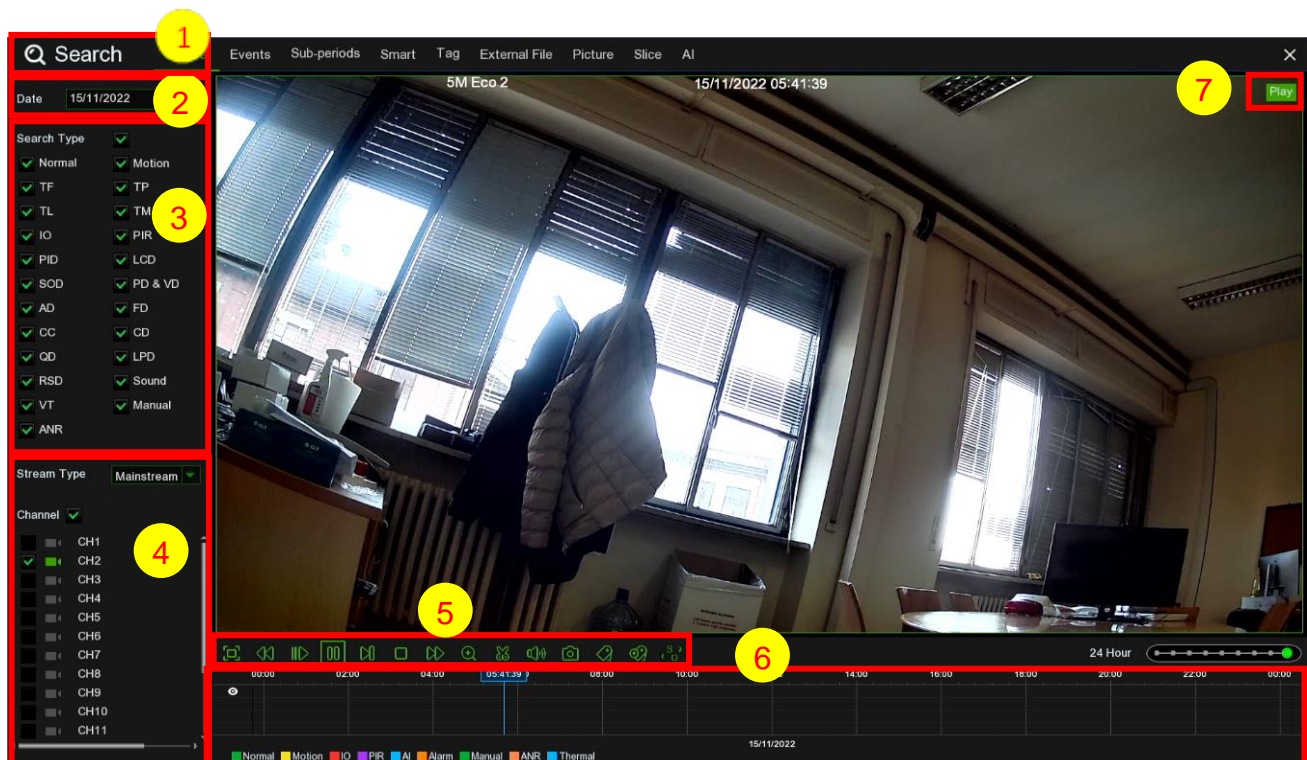 1
Search
Events Sub-periods Smart Tag External File Picture Slice AI
Date 15/11/2022
2
5M Eco 2 15/11/2022 05:41:39
7
Play
Search Type
Normal Motion
TF TP
3
TL TM
IO PIR
PID LCD
SOD PD & VD
AD FD
CC CD
QD LPD
RSD Sound
VT Manual
ANR
Stream Type Mainstream
Channel
4
CH1
CH2
CH3
CH4
CH5
CH6
CH7
CH8
CH9
CH10
CH11
5
6
24 Hour
00:00 02:00 04:00 05:41:39 08:00 10:00 14:00 16:00 18:00 20:00 22:00 00:00
15/11/2022
Normal Motion IO PIR AI Alarm Manual ANR Thermal